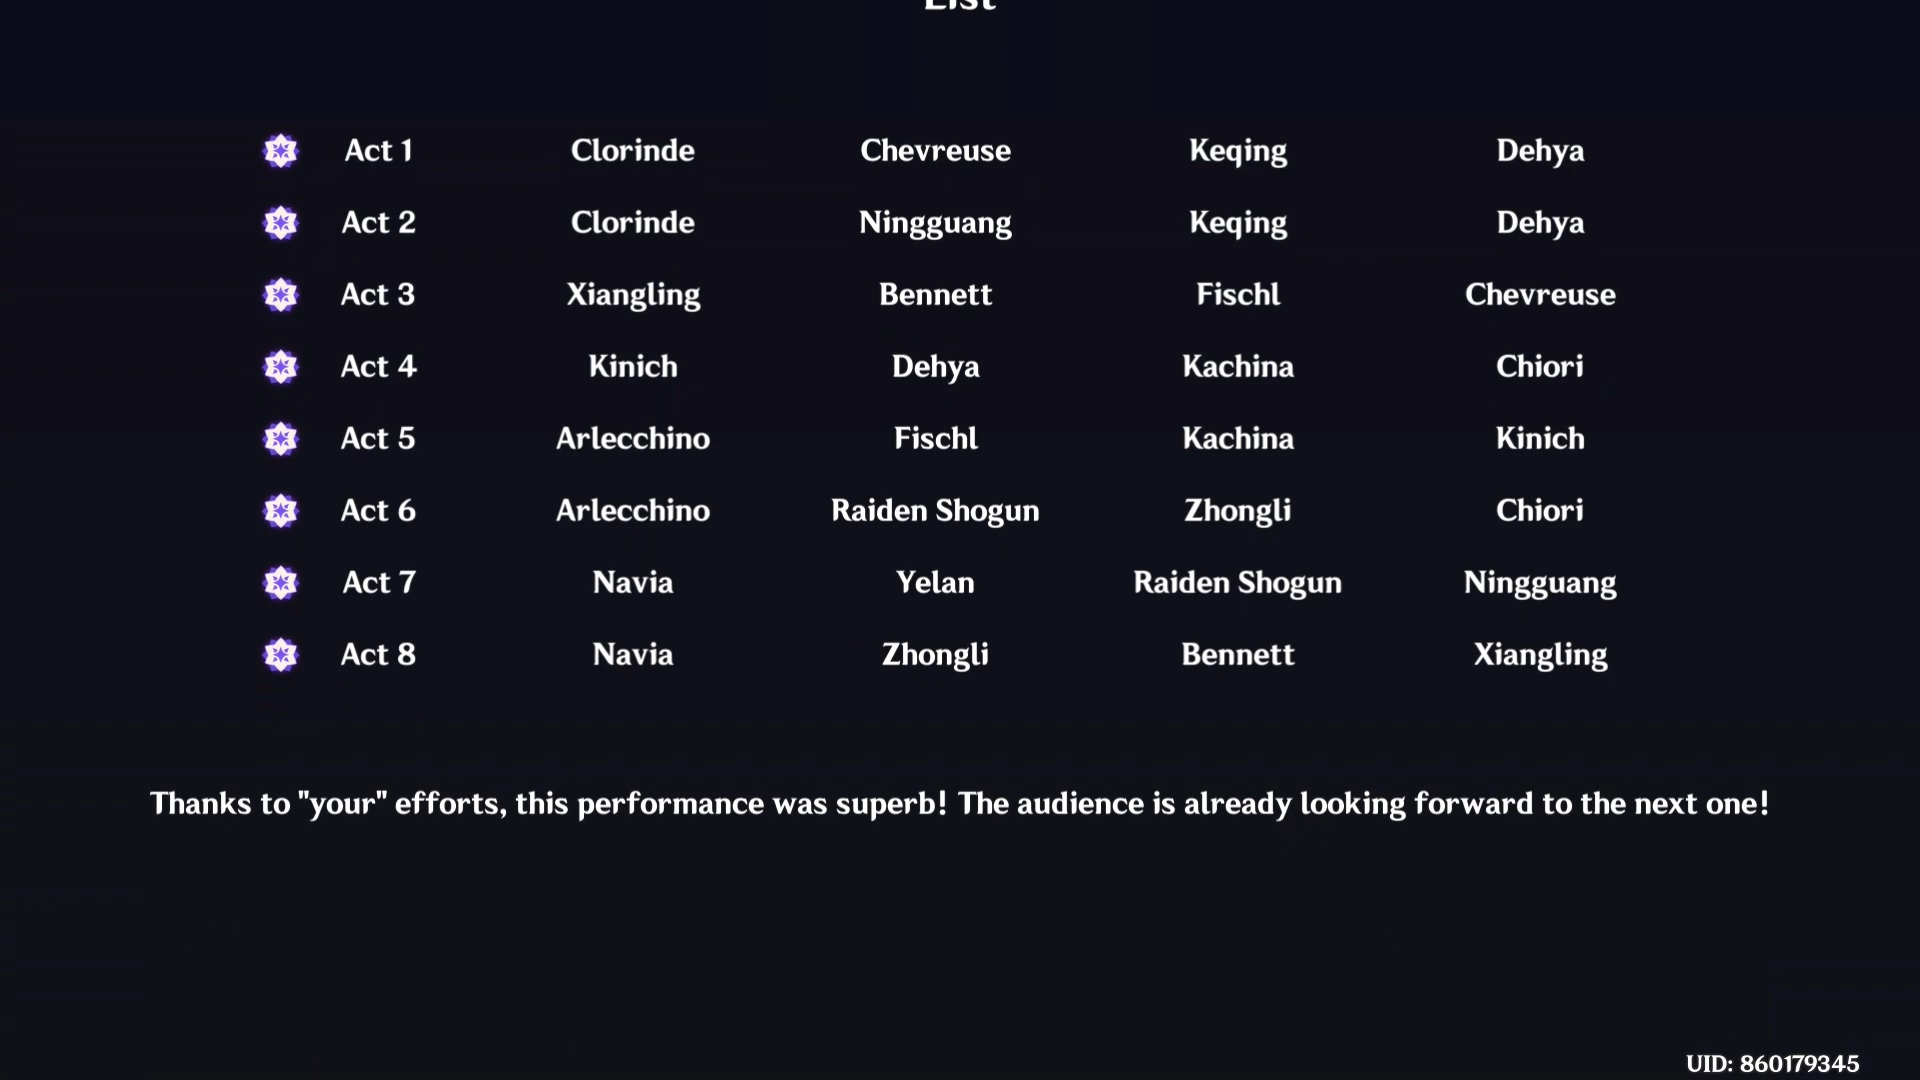 List
Act 1 Clorinde Chevreuse Keqing Dehya
Act 2 Clorinde Ningguang Keqing Dehya
Act 3 Xiangling Bennett Fischl Chevreuse
Act 4 Kinich Dehya Kachina Chiori
Act 5 Arlecchino Fischl Kachina Kinich
Act 6 Arlecchino Raiden Shogun Zhongli Chiori
Act 7 Navia Yelan Raiden Shogun Ningguang
Act 8 Navia Zhongli Bennett Xiangling
Thanks to "your" efforts, this performance was superb! The audience is already looking forward to the next one!
UID: 860179345